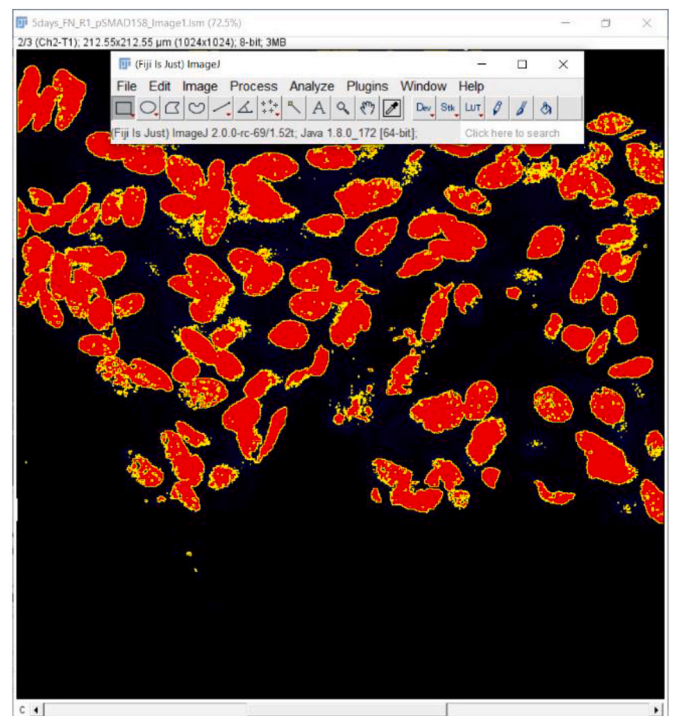 5days_FN_R1_pSMAD158_Image1.lsm (72.5%)
2/3 (Ch2-T1); 212.55x212.55 µm (1024x1024); 8-bit; 3MB
(Fiji Is Just) ImageJ
File Edit Image Process Analyze Plugins Window Help
A Dev Stk LUT
(Fiji Is Just) ImageJ 2.0.0-rc-69/1.52t; Java 1.8.0_172 [64-bit]; Click here to search
c